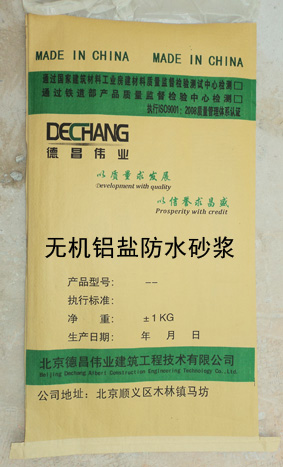 MADE IN CHINA MADE IN CHINA
通过国家建筑材料工业房建材料质量监督检验测试中心检测□
通过铁道部产品质量监督检验中心检测□
执行ISO9001:2008质量管理体系认证
DECHANG
德昌伟业
以质量求发展
Development with quality
以信誉求昌盛
Prosperity with credit
无机铝盐防水砂浆
产品型号: --
执行标准:
净 重: ±1KG
生产日期: 年 月 日
北京德昌伟业建筑工程技术有限公司
Beijing Dechang Construction Engineering Technology Co.,Ltd
公司地址: 北京顺义区木林镇马坊